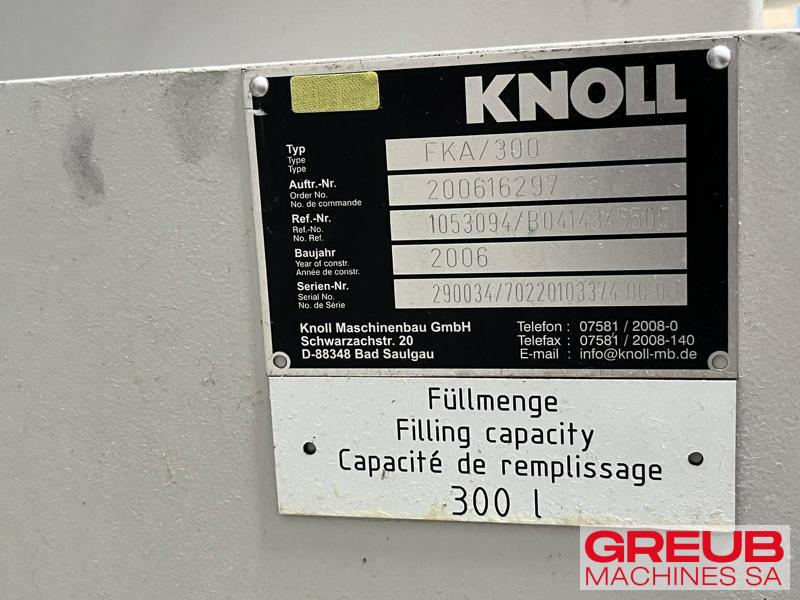 KNOLL
Typ FKA/300
Type
Type
Auftr.-Nr. 200616297
Order No.
No. de commande
Ref.-Nr.
Ref.-No.
No. Ref.
Baujahr 2006
Year of constr.
Année de constr.
Serien-Nr.
Serial No.
No. de Série
Knoll Maschinenbau GmbH
Schwarzachstr. 20
D-88348 Bad Saulgau
Telefon : 07581 / 2008-0
Telefax : 07581 / 2008-140
E-mail : info@knoll-mb.de
Füllmenge
Filling capacity
Capacité de remplissage
300 l
GREUB
MACHINES SA